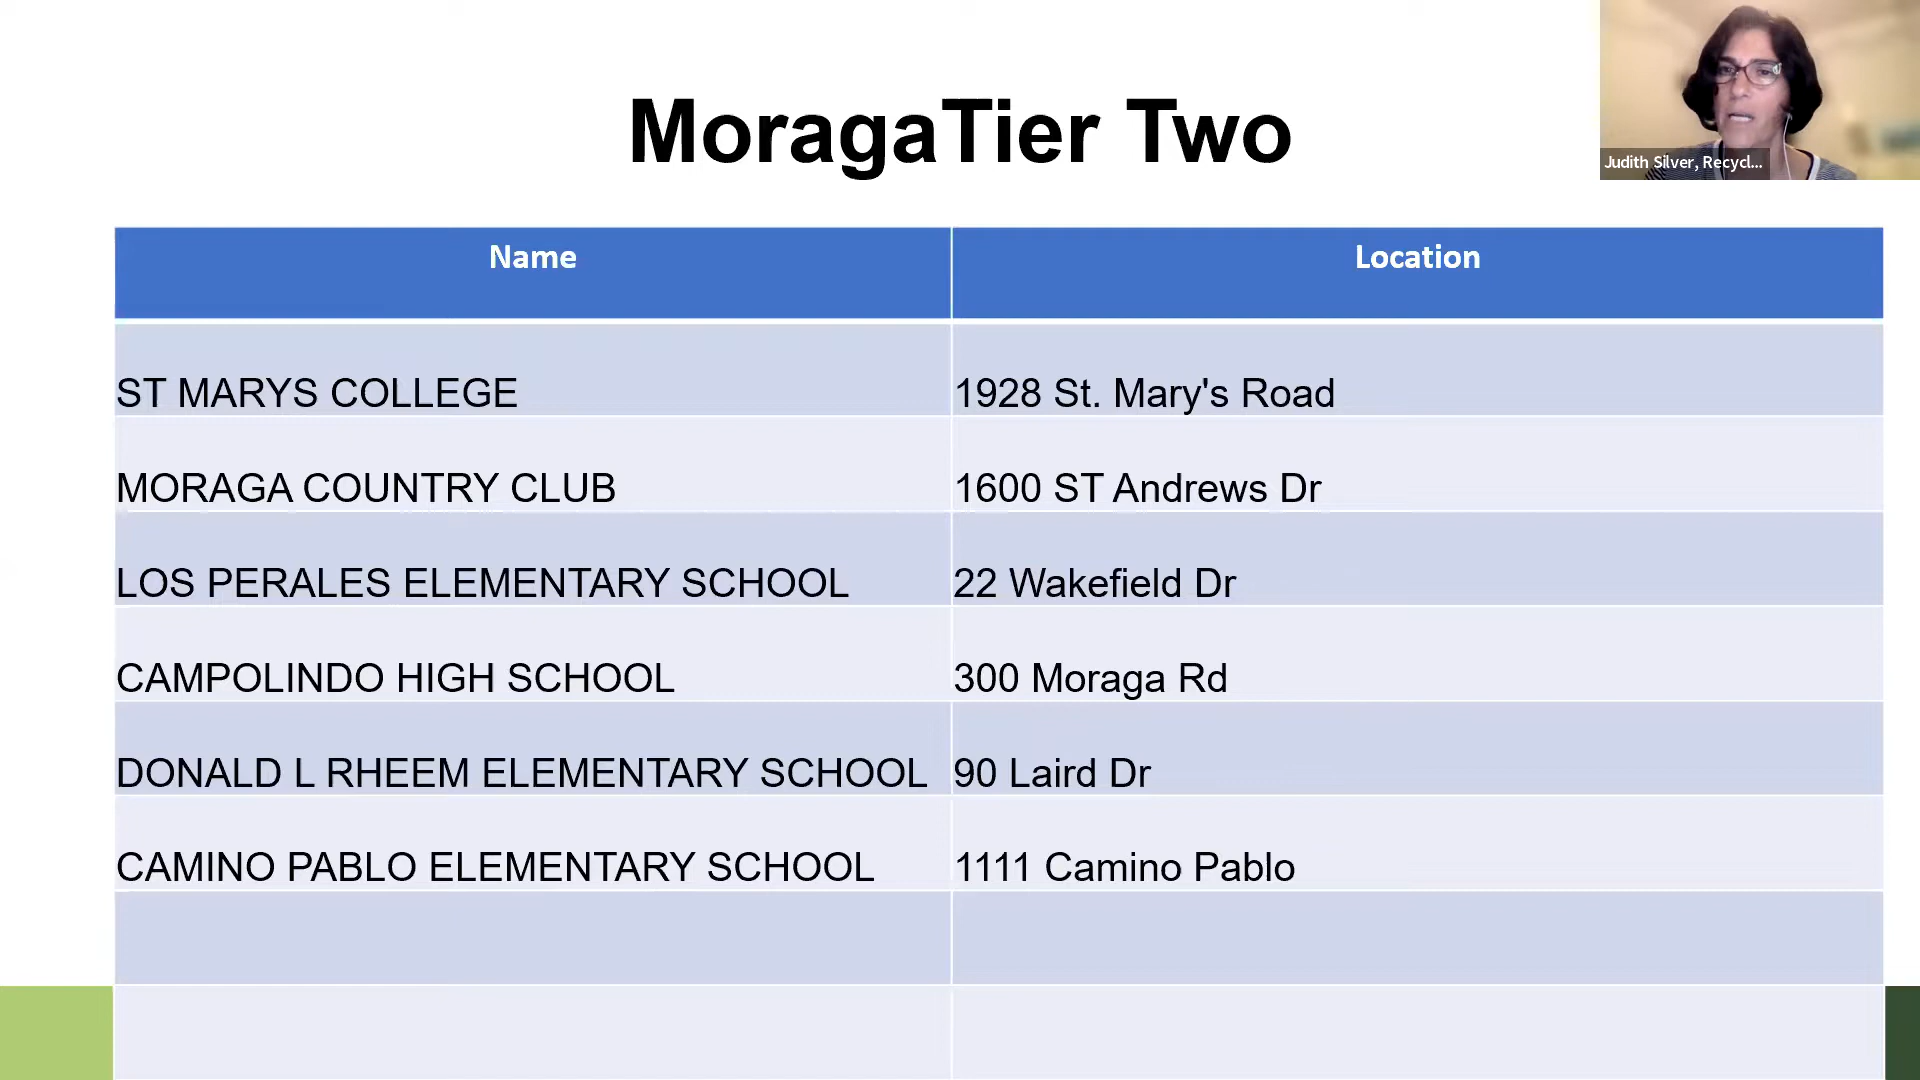 MoragaTier Two
Judith Silver, Recycl...
Name Location
ST MARYS COLLEGE 1928 St. Mary's Road
MORAGA COUNTRY CLUB 1600 ST Andrews Dr
LOS PERALES ELEMENTARY SCHOOL 22 Wakefield Dr
CAMPOLINDO HIGH SCHOOL 300 Moraga Rd
DONALD L RHEEM ELEMENTARY SCHOOL 90 Laird Dr
CAMINO PABLO ELEMENTARY SCHOOL 1111 Camino Pablo